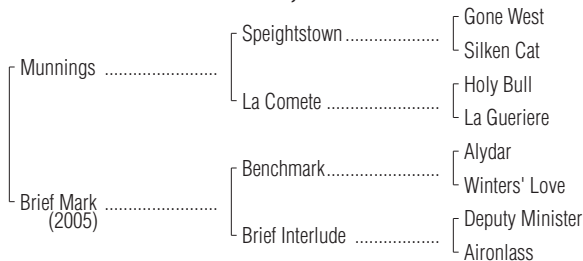 Gone West
Speightstown
Silken Cat
Munnings
Holy Bull
La Comete
La Gueriere
Alydar
Benchmark
Winters' Love
Brief Mark
(2005)
Deputy Minister
Brief Interlude
Aironlass